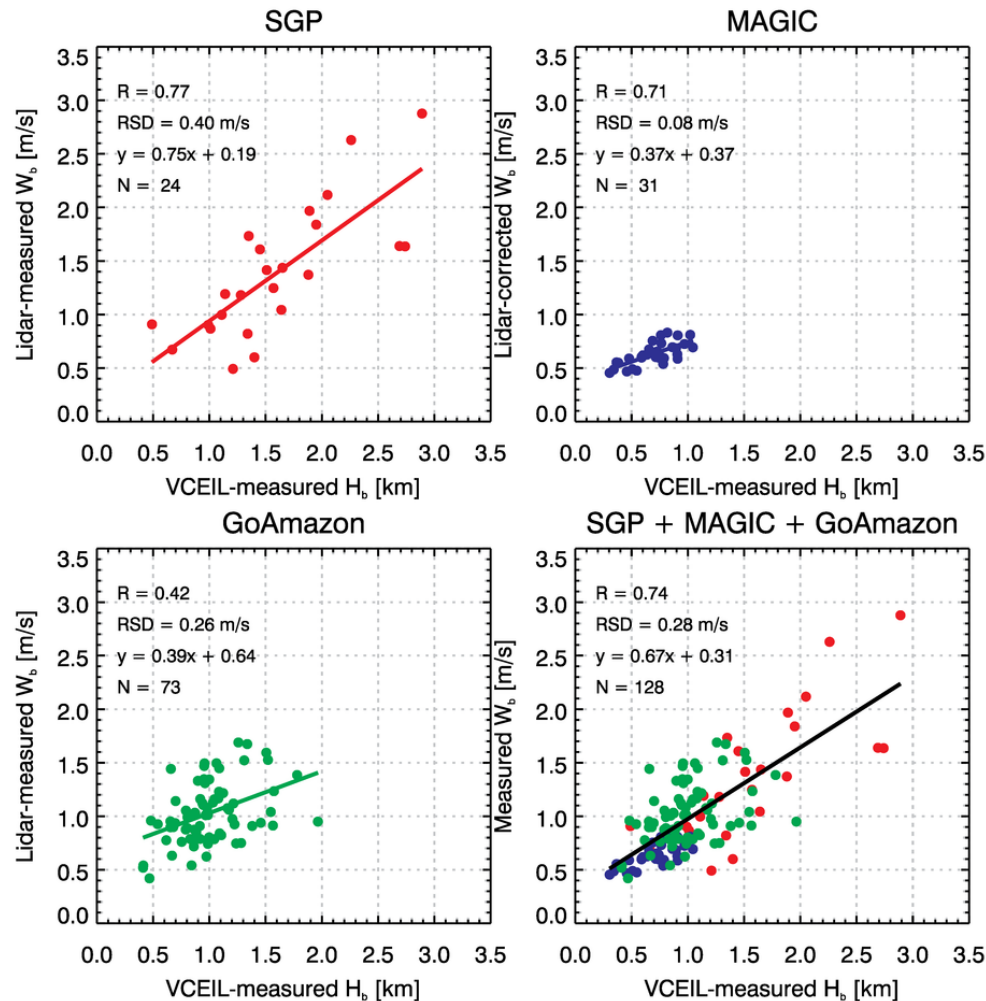 SGP
R = 0.77
RSD = 0.40 m/s
y = 0.75x + 0.19
N = 24
Lidar-measured W_b [m/s]
3.5
3.0
2.5
2.0
1.5
1.0
0.5
0.0
0.0 0.5 1.0 1.5 2.0 2.5 3.0 3.5
VCEIL-measured H_b [km]
MAGIC
R = 0.71
RSD = 0.08 m/s
y = 0.37x + 0.37
N = 31
Lidar-corrected W_b [m/s]
3.5
3.0
2.5
2.0
1.5
1.0
0.5
0.0
0.0 0.5 1.0 1.5 2.0 2.5 3.0 3.5
VCEIL-measured H_b [km]
GoAmazon
R = 0.42
RSD = 0.26 m/s
y = 0.39x + 0.64
N = 73
Lidar-measured W_b [m/s]
3.5
3.0
2.5
2.0
1.5
1.0
0.5
0.0
0.0 0.5 1.0 1.5 2.0 2.5 3.0 3.5
VCEIL-measured H_b [km]
SGP + MAGIC + GoAmazon
R = 0.74
RSD = 0.28 m/s
y = 0.67x + 0.31
N = 128
Measured W_b [m/s]
3.5
3.0
2.5
2.0
1.5
1.0
0.5
0.0
0.0 0.5 1.0 1.5 2.0 2.5 3.0 3.5
VCEIL-measured H_b [km]